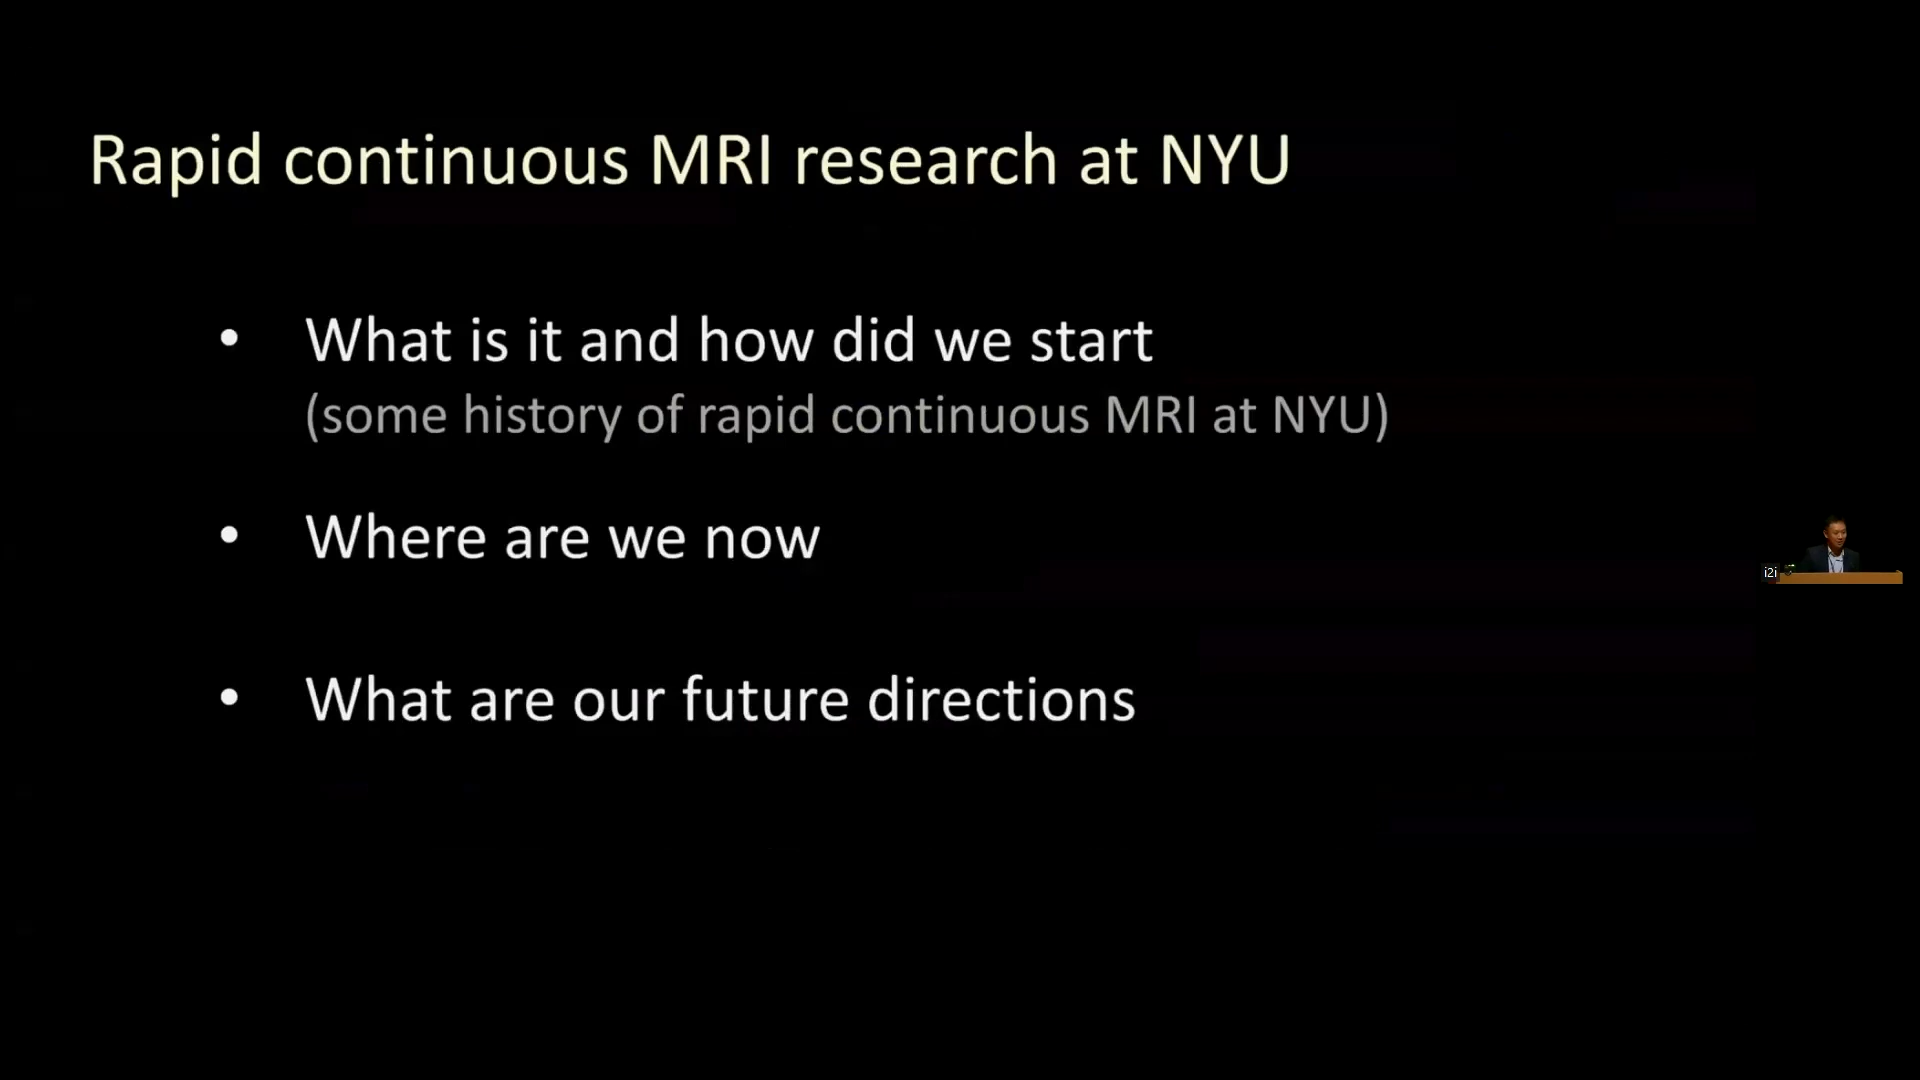 Rapid continuous MRI research at NYU
• What is it and how did we start
(some history of rapid continuous MRI at NYU)
• Where are we now
• What are our future directions
i2i